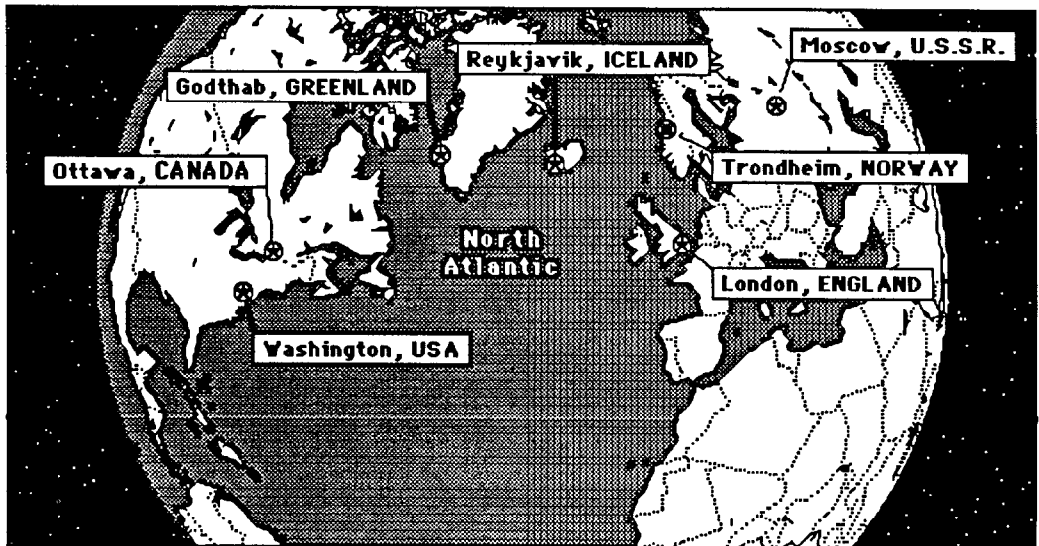 Moscow, U.S.S.R.
Reykjavik, ICELAND
Godthab, GREENLAND
Ottawa, CANADA
Trondheim, NORWAY
North
Atlantic
London, ENGLAND
Washington, USA